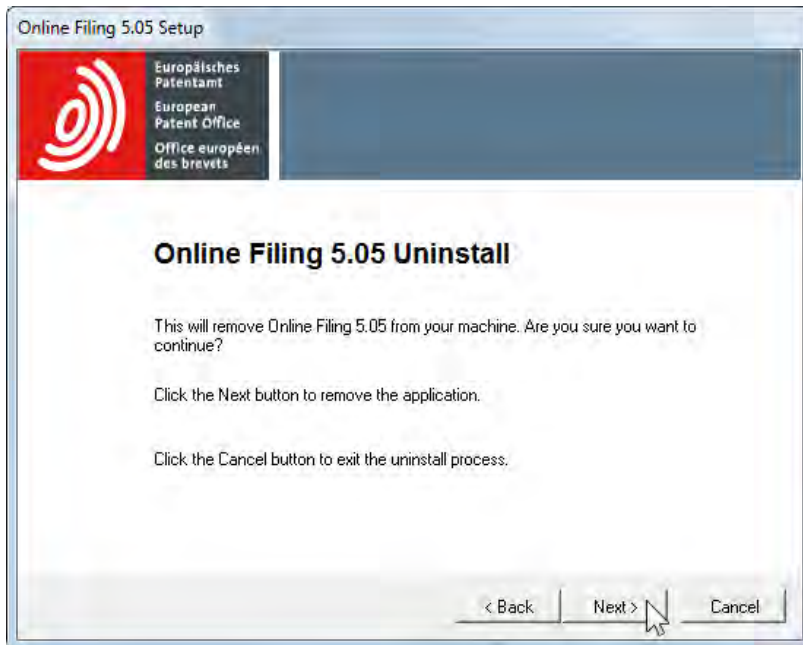 Online Filing 5.05 Setup
Europäisches
Patentamt
European
Patent Office
Office européen
des brevets
Online Filing 5.05 Uninstall
This will remove Online Filing 5.05 from your machine. Are you sure you want to
continue?
Click the Next button to remove the application.
Click the Cancel button to exit the uninstall process.
< Back
Next >
Cancel